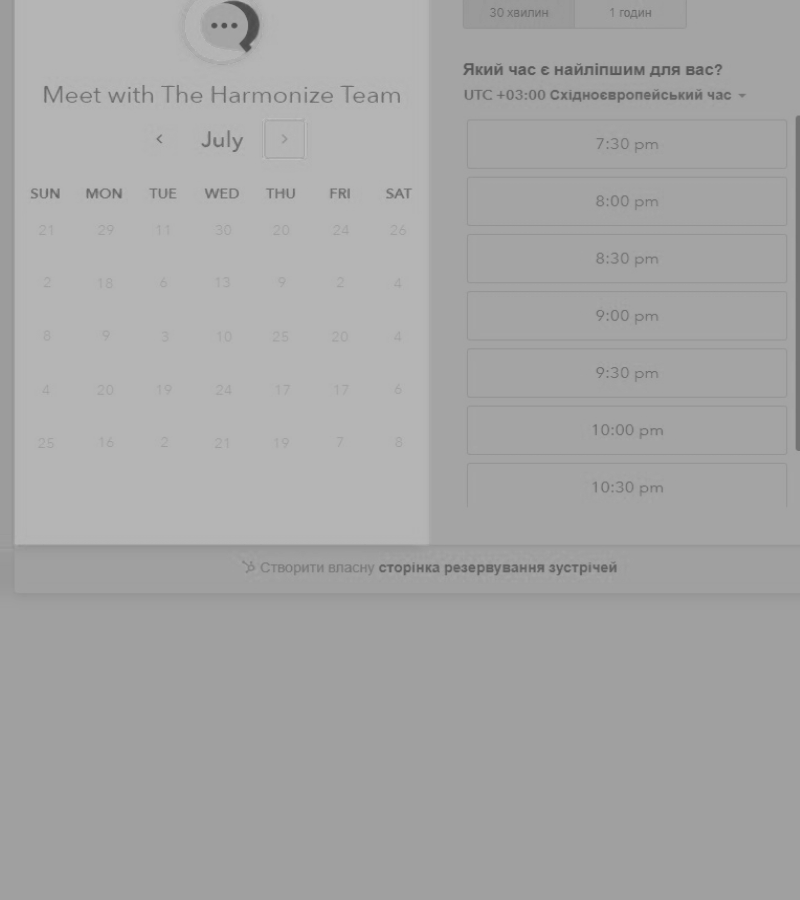 Meet with The Harmonize Team
July
SUN MON TUE WED THU FRI SAT
21 29 11 30 20 24 26
2 18 6 13 9 2 4
8 9 3 10 25 20 4
4 20 19 24 17 17 6
25 16 2 21 19 7 8
30 хвилин 1 годин
Який час є найліпшим для вас?
UTC +03:00 Східноєвропейський час
7:30 pm
8:00 pm
8:30 pm
9:00 pm
9:30 pm
10:00 pm
10:30 pm
Створити власну сторінка резервування зустрічей